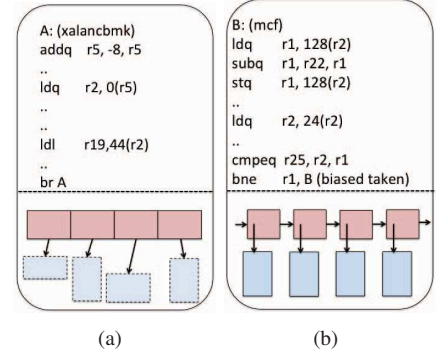 A: (xalancbmk)
addq r5, -8, r5
..
ldq r2, 0(r5)
..
..
ldl r19,44(r2)
..
br A
(a)
B: (mcf)
ldq r1, 128(r2)
subq r1, r22, r1
stq r1, 128(r2)
..
ldq r2, 24(r2)
..
cmpeq r25, r2, r1
bne r1, B (biased taken)
(b)